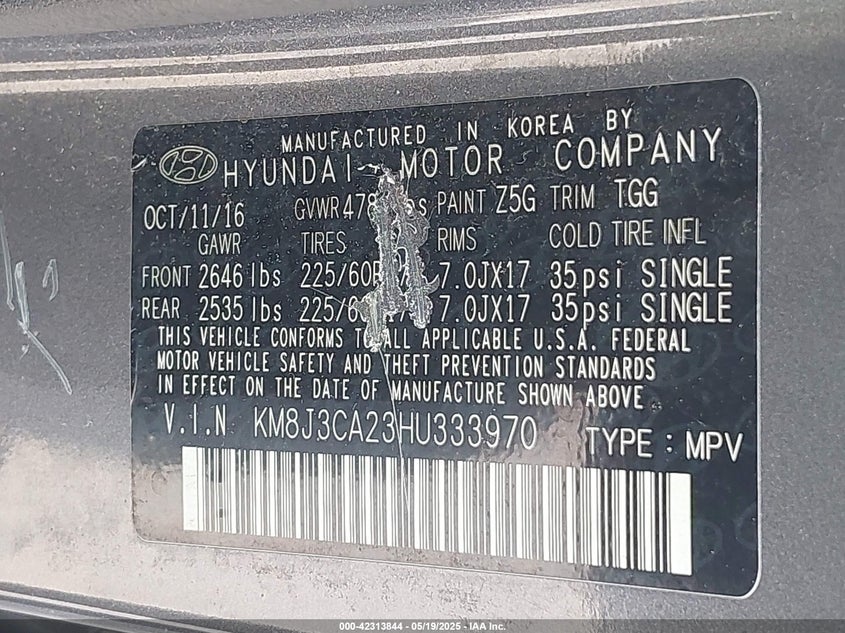 MANUFACTURED IN KOREA BY
HYUNDAI MOTOR COMPANY
OCT/11/16 GVWR PAINT Z5G TRIM TGG
GAWR TIRES RIMS COLD TIRE INFL
FRONT 2646 lbs 7.0JX17 35psi SINGLE
REAR 2535 lbs 7.0JX17 35psi SINGLE
THIS VEHICLE CONFORMS TO ALL APPLICABLE U.S.A. FEDERAL
MOTOR VEHICLE SAFETY AND THEFT PREVENTION STANDARDS
IN EFFECT ON THE DATE OF MANUFACTURE SHOWN ABOVE
V.I.N KM8J3CA23HU333970 TYPE : MPV
000-42313844 - 05/19/2025 - IAA Inc.